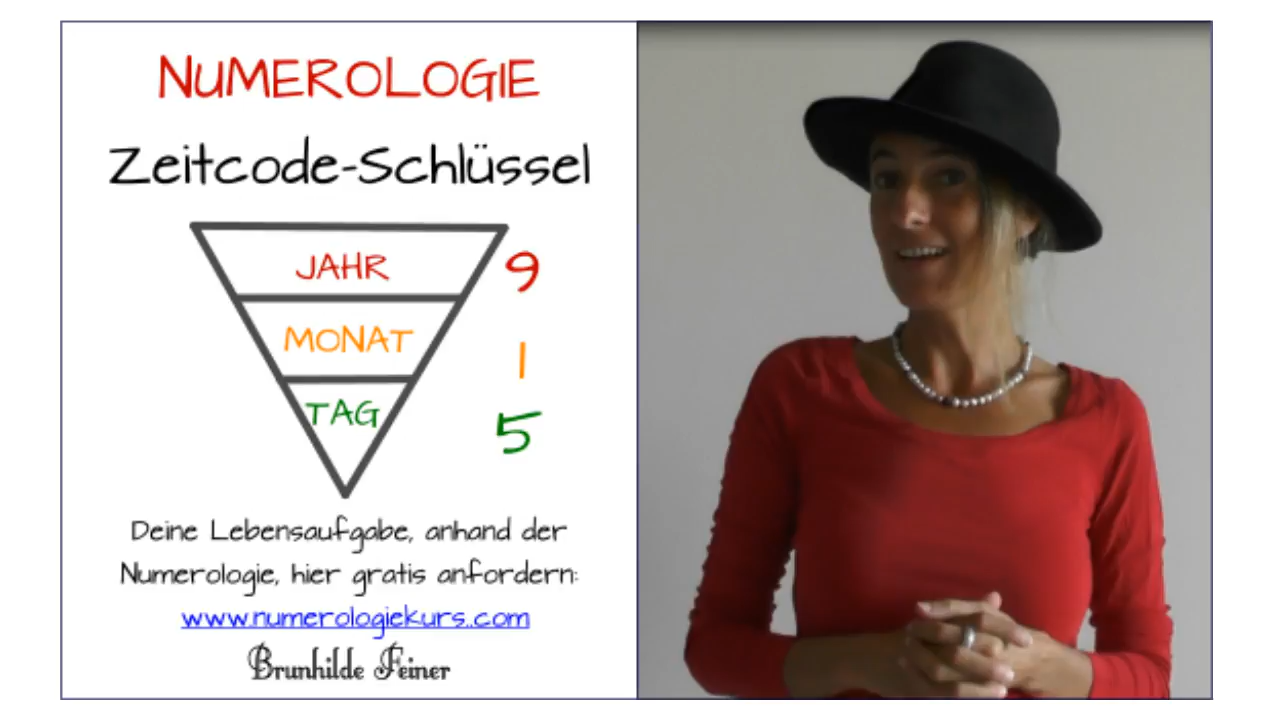 NUMEROLOGIE
Zeitcode-Schlüssel
JAHR 9
MONAT 1
TAG 5
Deine Lebensaufgabe, anhand der
Numerologie, hier gratis anfordern:
www.numerologiekurs.com
Brunhilde Feiner